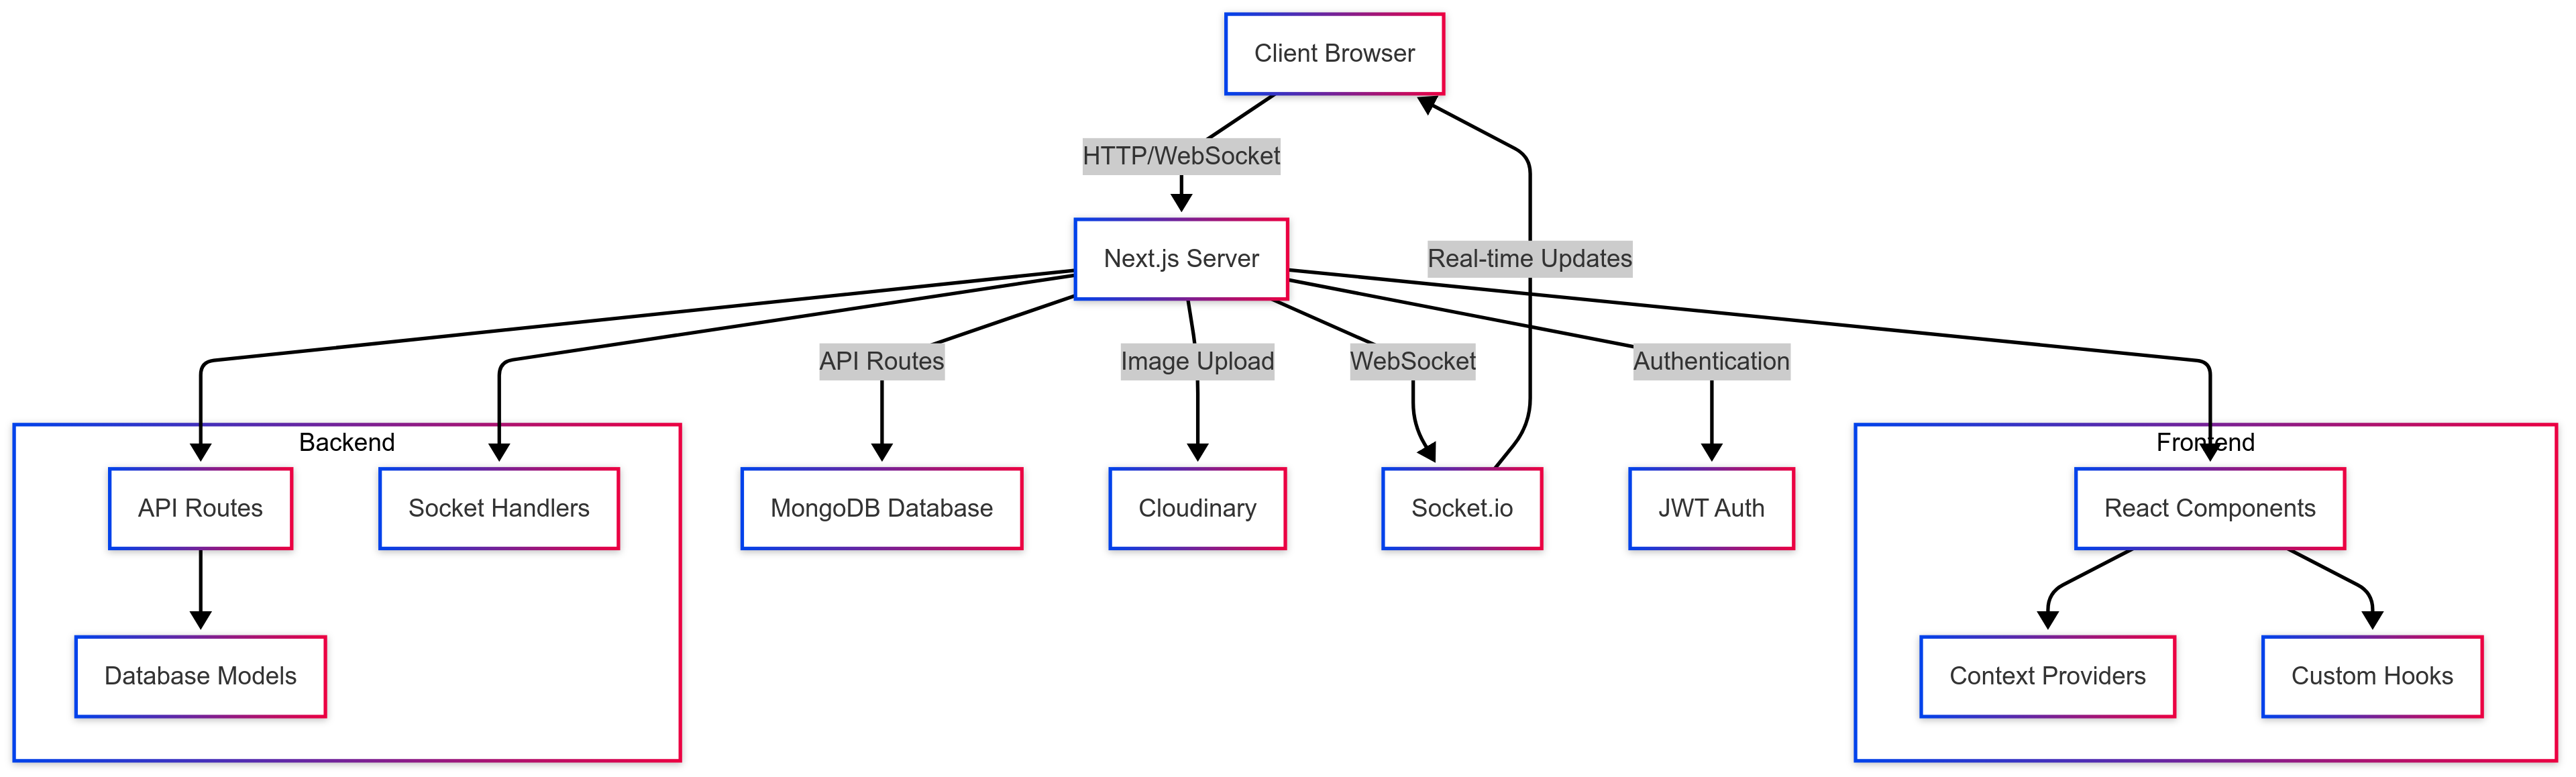 Client Browser
HTTP/WebSocket
Next.js Server
Real-time Updates
API Routes
Image Upload
WebSocket
Authentication
Backend
Frontend
API Routes
Socket Handlers
MongoDB Database
Cloudinary
Socket.io
JWT Auth
React Components
Database Models
Context Providers
Custom Hooks